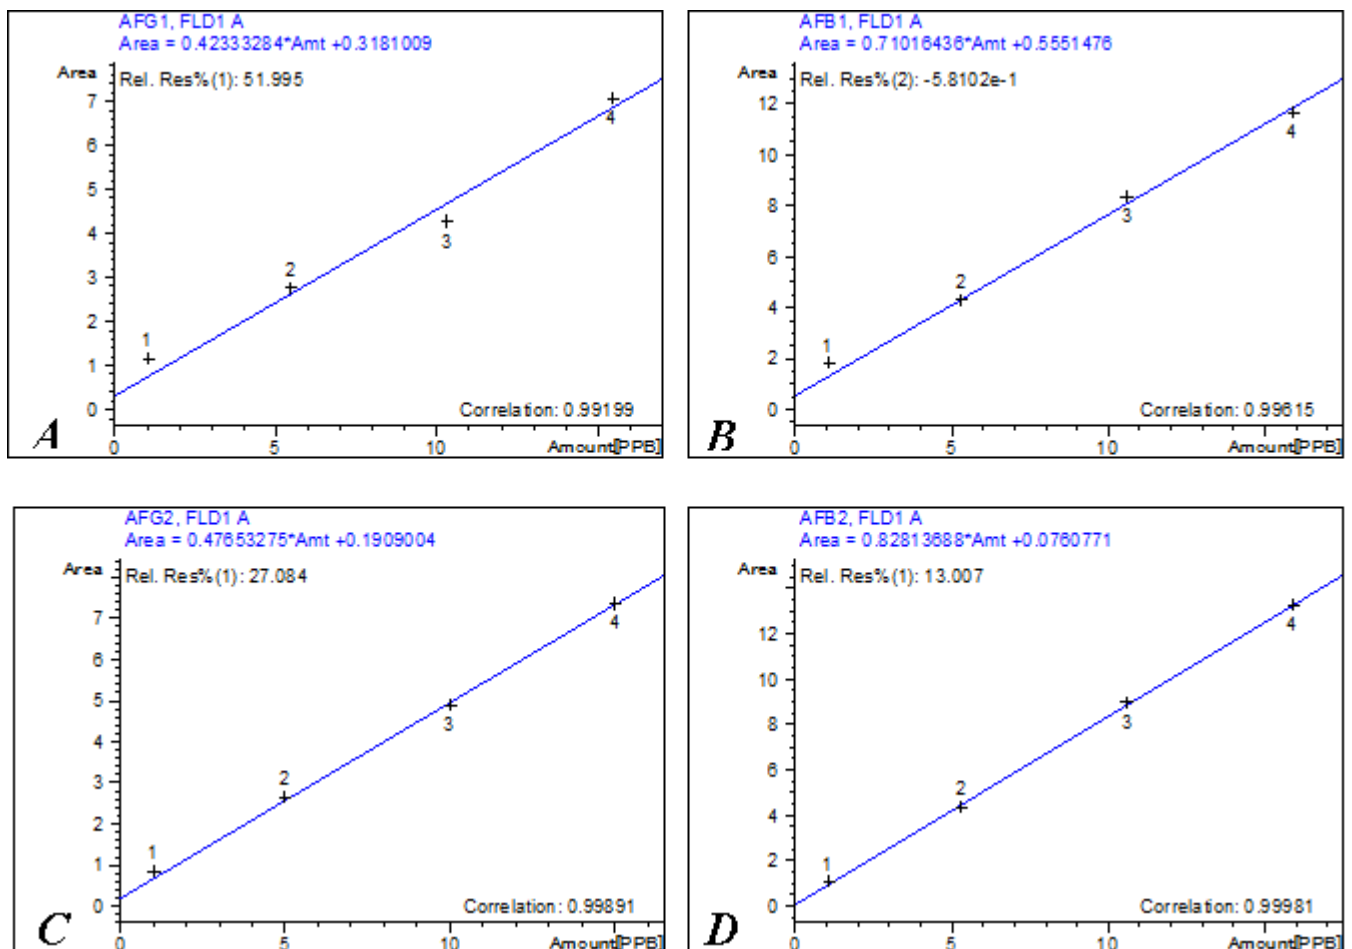 AFG1, FLD1 A
Area = 0.42333284*Amt +0.3181009
Area
Rel. Res%(1): 51.995
7
6
5
4
3
2
1
0
1
2
3
4
Correlation: 0.99199
0
5
10
Amount[PPB]
A
AFB1, FLD1 A
Area = 0.71016436*Amt +0.5551476
Area
Rel. Res%(2): -5.8102e-1
12
10
8
6
4
2
0
1
2
3
4
Correlation: 0.99615
0
5
10
Amount[PPB]
B
AFG2, FLD1 A
Area = 0.47653275*Amt +0.1909004
Area
Rel. Res%(1): 27.084
7
6
5
4
3
2
1
0
1
2
3
4
Correlation: 0.99891
0
5
10
Amount[PPB]
C
AFB2, FLD1 A
Area = 0.82813688*Amt +0.0760771
Area
Rel. Res%(1): 13.007
12
10
8
6
4
2
0
1
2
3
4
Correlation: 0.99981
0
5
10
Amount[PPB]
D